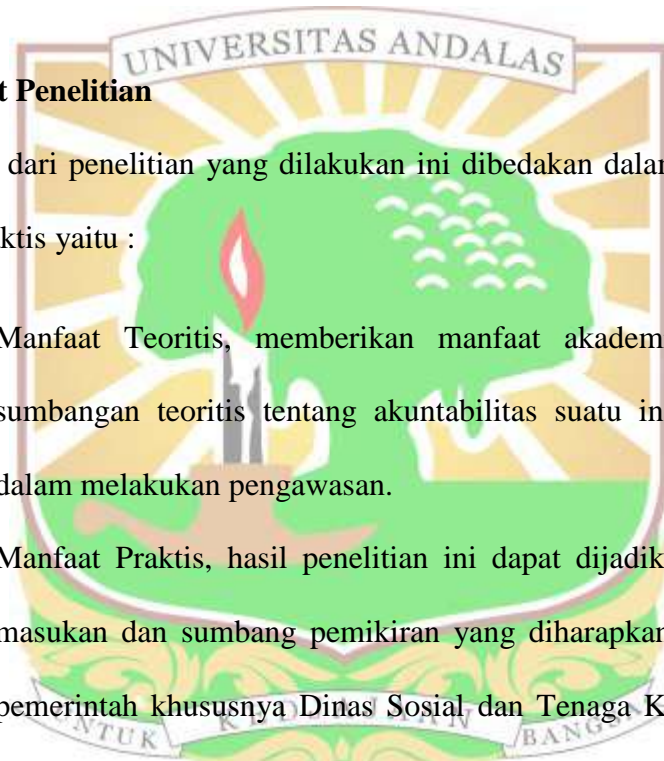 UNIVERSITAS ANDALAS
t Penelitian
dari penelitian yang dilakukan ini dibedakan dalam
ktis yaitu :
Manfaat Teoritis, memberikan manfaat akadem
sumbangan teoritis tentang akuntabilitas suatu in
dalam melakukan pengawasan.
Manfaat Praktis, hasil penelitian ini dapat dijadik
masukan dan sumbang pemikiran yang diharapkan
pemerintah khususnya Dinas Sosial dan Tenaga K
UNTUK BANGSA